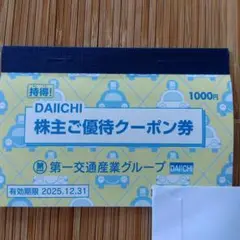 持得!
1000円
DAIICHI
株主ご優待クーポン券
第一交通産業グループ DAIICHI
有効期限 2025.12.31